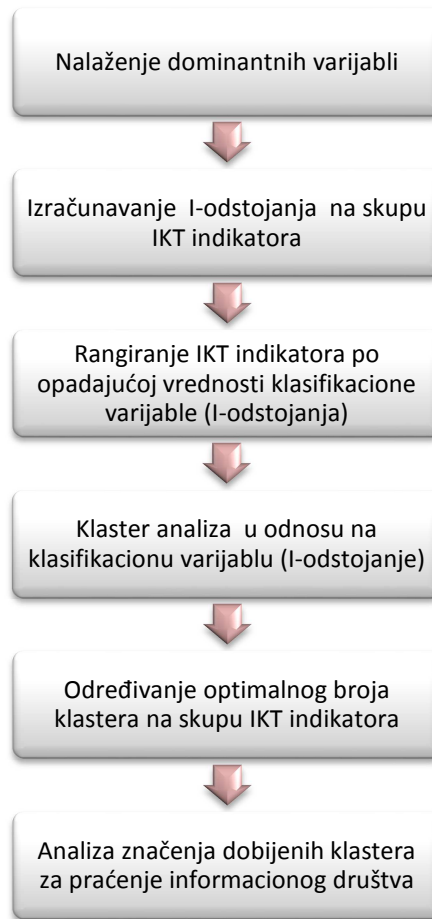 Nalaženje dominantnih varijabli
Izračunavanje I-odstojanja na skupu
IKT indikatora
Rangiranje IKT indikatora po
opadajućoj vrednosti klasifikacione
varijable (I-odstojanja)
Klaster analiza u odnosu na
klasifikacionu varijablu (I-odstojanje)
Određivanje optimalnog broja
klastera na skupu IKT indikatora
Analiza značenja dobijenih klastera
za praćenje informacionog društva